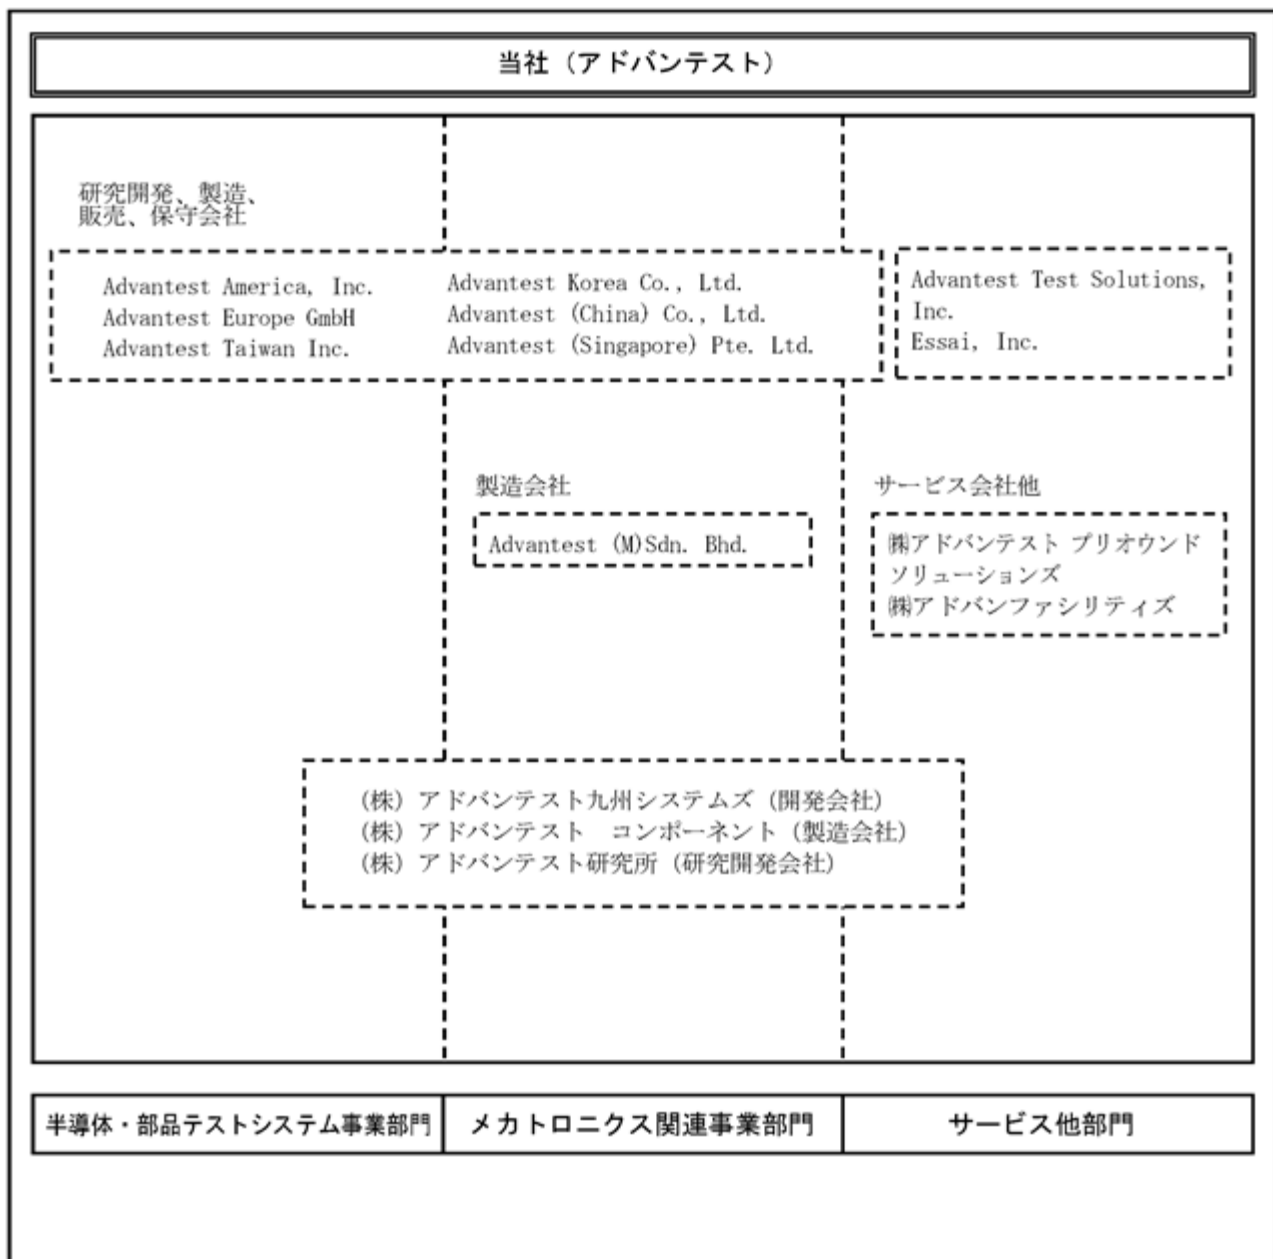 当社（アドバンテスト）
研究開発、製造、
販売、保守会社
Advantest America, Inc.
Advantest Europe GmbH
Advantest Taiwan Inc.
Advantest Korea Co., Ltd.
Advantest (China) Co., Ltd.
Advantest (Singapore) Pte. Ltd.
Advantest Test Solutions,
Inc.
Essai, Inc.
製造会社
Advantest (M)Sdn. Bhd.
サービス会社他
㈱アドバンテスト プリオウンド
ソリューションズ
㈱アドバンファシリティズ
（株）アドバンテスト九州システムズ（開発会社）
（株）アドバンテスト　コンポーネント（製造会社）
（株）アドバンテスト研究所（研究開発会社）
半導体・部品テストシステム事業部門
メカトロニクス関連事業部門
サービス他部門